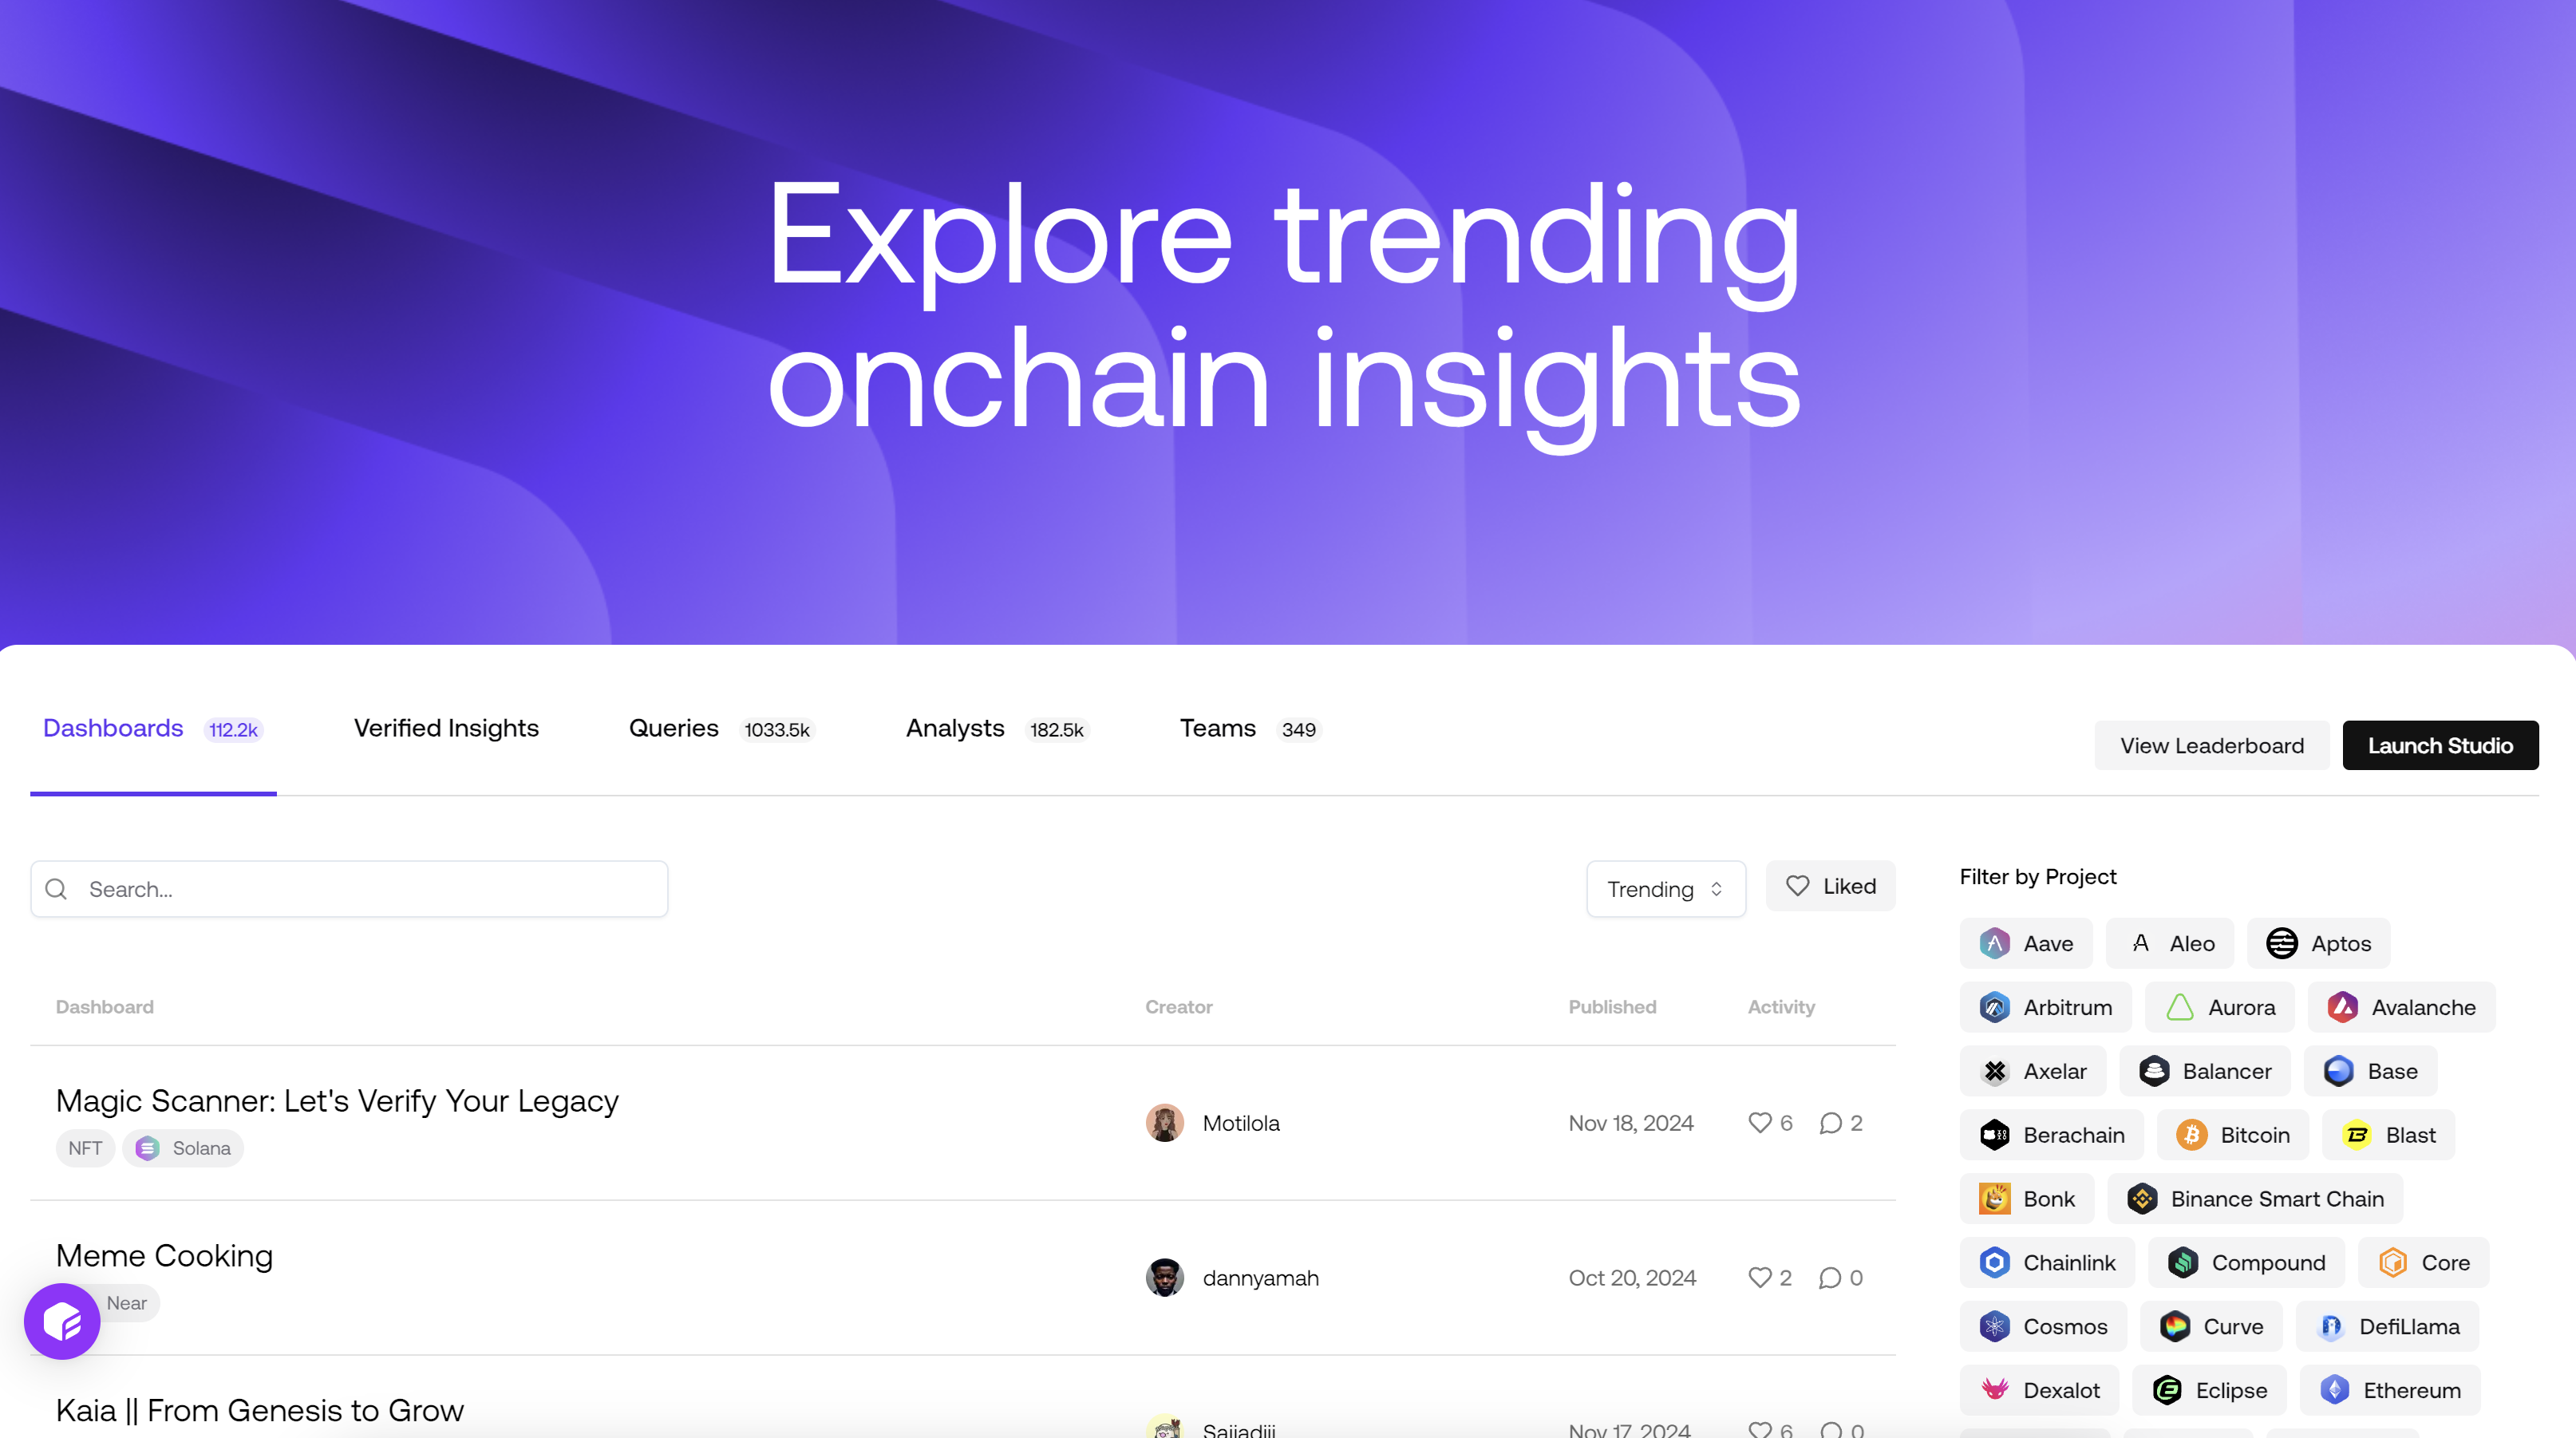 Explore trending
onchain insights
Dashboards 112.2k Verified Insights Queries 1033.5k Analysts 182.5k Teams 349
View Leaderboard Launch Studio
Search...
Trending Liked
Filter by Project
Aave Aleo Aptos
Arbitrum Aurora Avalanche
Axelar Balancer Base
Berachain Bitcoin Blast
Bonk Binance Smart Chain
Chainlink Compound Core
Cosmos Curve DefiLlama
Dexalot Eclipse Ethereum
Dashboard Creator Published Activity
Magic Scanner: Let's Verify Your Legacy
NFT Solana
Motilola Nov 18, 2024 6 2
Meme Cooking
Near
dannyamah Oct 20, 2024 2 0
Kaia || From Genesis to Grow
Nov 17, 2024 6 0